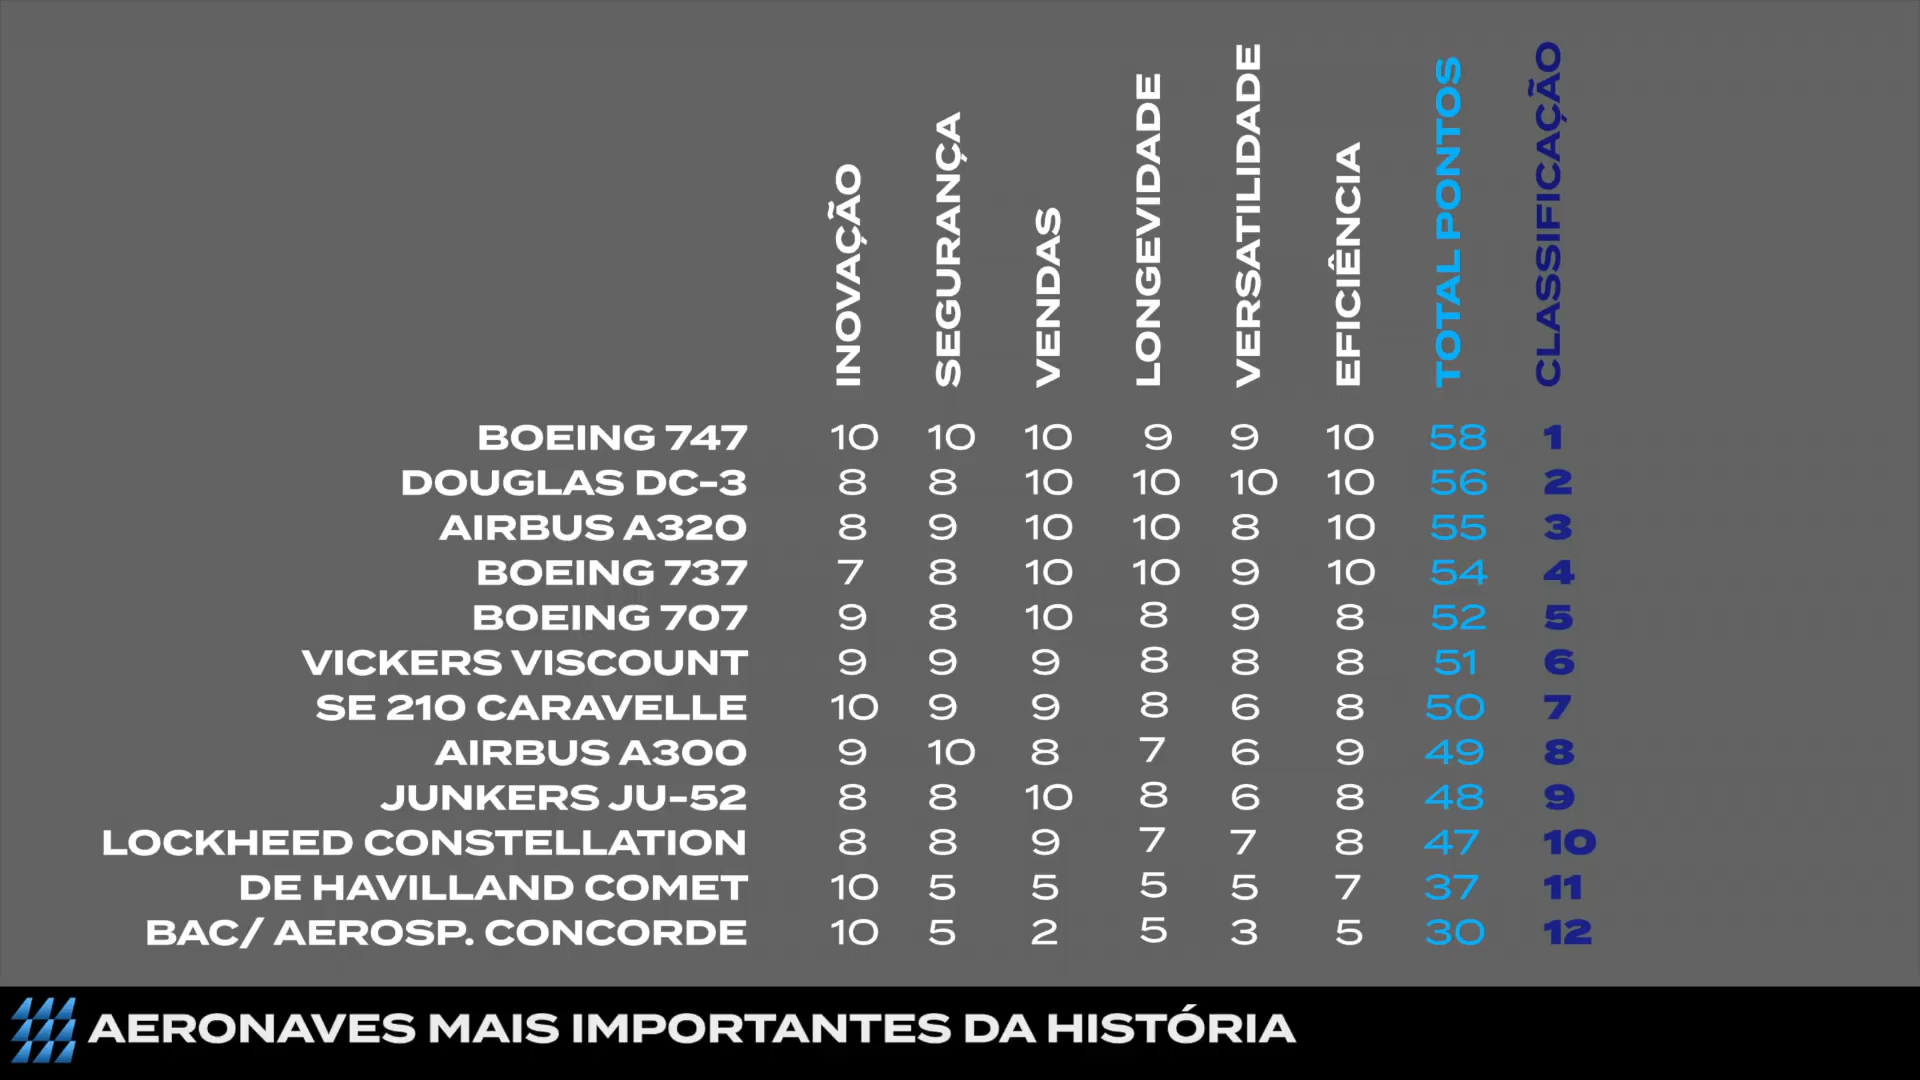 INOVAÇÃO SEGURANÇA VENDAS LONGEVIDADE VERSATILIDADE EFICIÊNCIA TOTAL PONTOS CLASSIFICAÇÃO
BOEING 747 10 10 10 9 9 10 58 1
DOUGLAS DC-3 8 8 10 10 10 10 56 2
AIRBUS A320 8 9 10 10 8 10 55 3
BOEING 737 7 8 10 10 9 10 54 4
BOEING 707 9 8 10 8 9 8 52 5
VICKERS VISCOUNT 9 9 9 8 8 8 51 6
SE 210 CARAVELLE 10 9 9 8 6 8 50 7
AIRBUS A300 9 10 8 7 6 9 49 8
JUNKERS JU-52 8 8 10 8 6 8 48 9
LOCKHEED CONSTELLATION 8 8 9 7 7 8 47 10
DE HAVILLAND COMET 10 5 5 5 5 7 37 11
BAC/ AEROSP. CONCORDE 10 5 2 5 3 5 30 12
AERONAVES MAIS IMPORTANTES DA HISTÓRIA